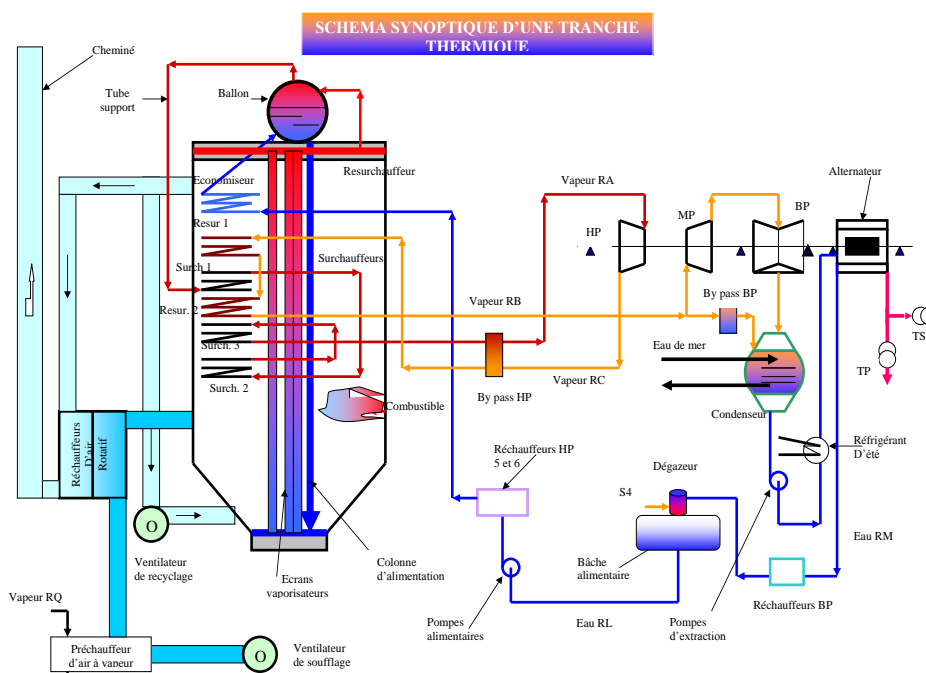 SCHEMA SYNOPTIQUE D'UNE TRANCHE
THERMIQUE
Cheminé
Tube
support
Ballon
Economiseur
Resurchauffeur
Resur 1
Surch 1
Surchauffeurs
Resur. 2
Surch. 3
Surch. 2
Combustible
Vapeur RA
Vapeur RB
Vapeur RC
By pass HP
HP
MP
BP
Alternateur
By pass BP
Eau de mer
Condenseur
TS
TP
Réfrigérant
D'été
Réchauffeurs
D'air
Rotatif
O
Ventilateur
de recyclage
Ecrans
vaporisateurs
Colonne
d'alimentation
Réchauffeurs HP
5 et 6
Dégazeur
S4
Bâche
alimentaire
Pompes
alimentaires
Eau RL
Pompes
d'extraction
Réchauffeurs BP
Eau RM
Vapeur RQ
Préchauffeur
d'air à vapeur
O
Ventilateur
de soufflage